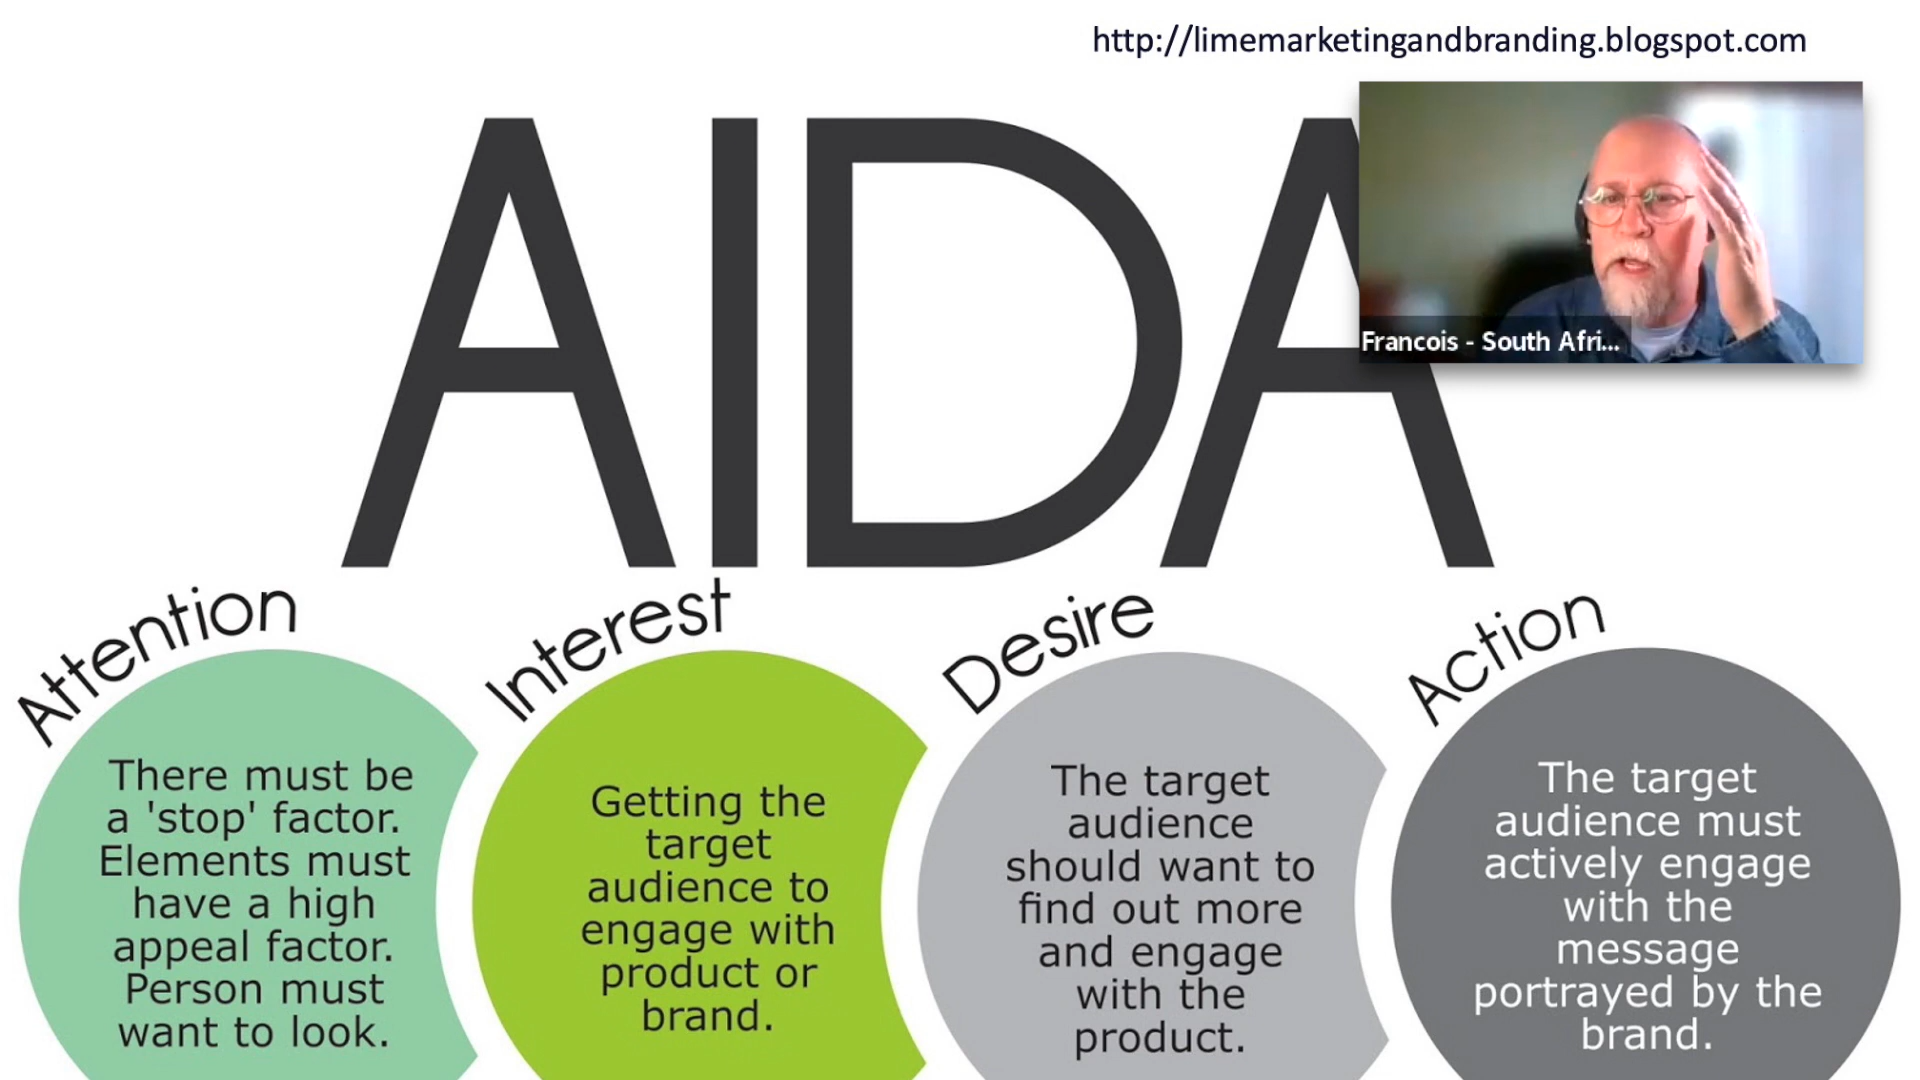 http://limemarketingandbranding.blogspot.com
AIDA
Francois - South Afri...
Attention
There must be
a 'stop' factor.
Elements must
have a high
appeal factor.
Person must
want to look.
Interest
Getting the
target
audience to
engage with
product or
brand.
Desire
The target
audience
should want to
find out more
and engage
with the
product.
Action
The target
audience must
actively engage
with the
message
portrayed by the
brand.